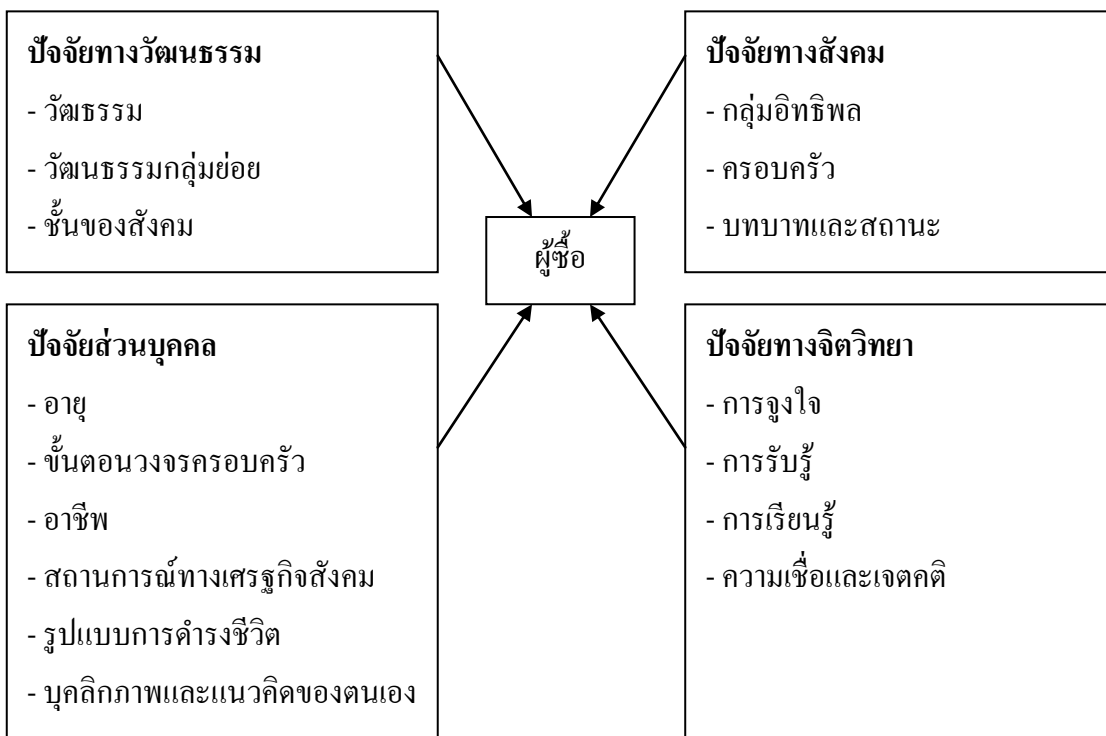 ปัจจัยทางวัฒนธรรม
- วัฒธรรม
- วัฒนธรรมกลุ่มย่อย
- ชั้นของสังคม
ปัจจัยทางสังคม
- กลุ่มอิทธิพล
- ครอบครัว
- บทบาทและสถานะ
ผู้ซื้อ
ปัจจัยส่วนบุคคล
- อายุ
- ขั้นตอนวงจรครอบครัว
- อาชีพ
- สถานการณ์ทางเศรษฐกิจสังคม
- รูปแบบการดำรงชีวิต
- บุคลิกภาพและแนวคิดของตนเอง
ปัจจัยทางจิตวิทยา
- การจูงใจ
- การรับรู้
- การเรียนรู้
- ความเชื่อและเจตคติ